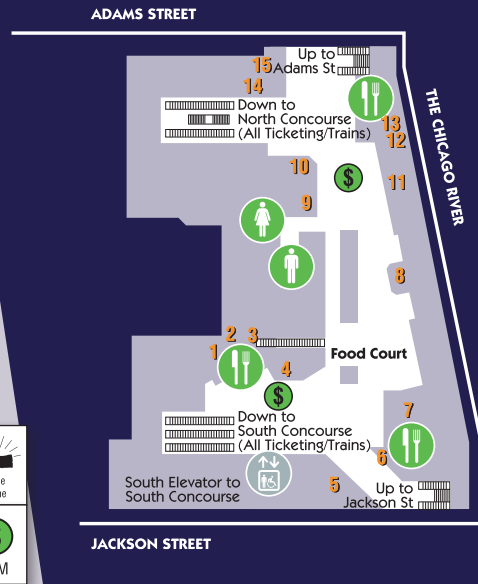 ADAMS STREET
Up to
Adams St
15
14
Down to
North Concourse
(All Ticketing/Trains)
13
12
THE CHICAGO RIVER
10
$
11
9
8
2
3
1
Food Court
4
$
7
Down to
South Concourse
(All Ticketing/Trains)
6
South Elevator to
South Concourse
5
Up to
Jackson St
JACKSON STREET
e
ue
M